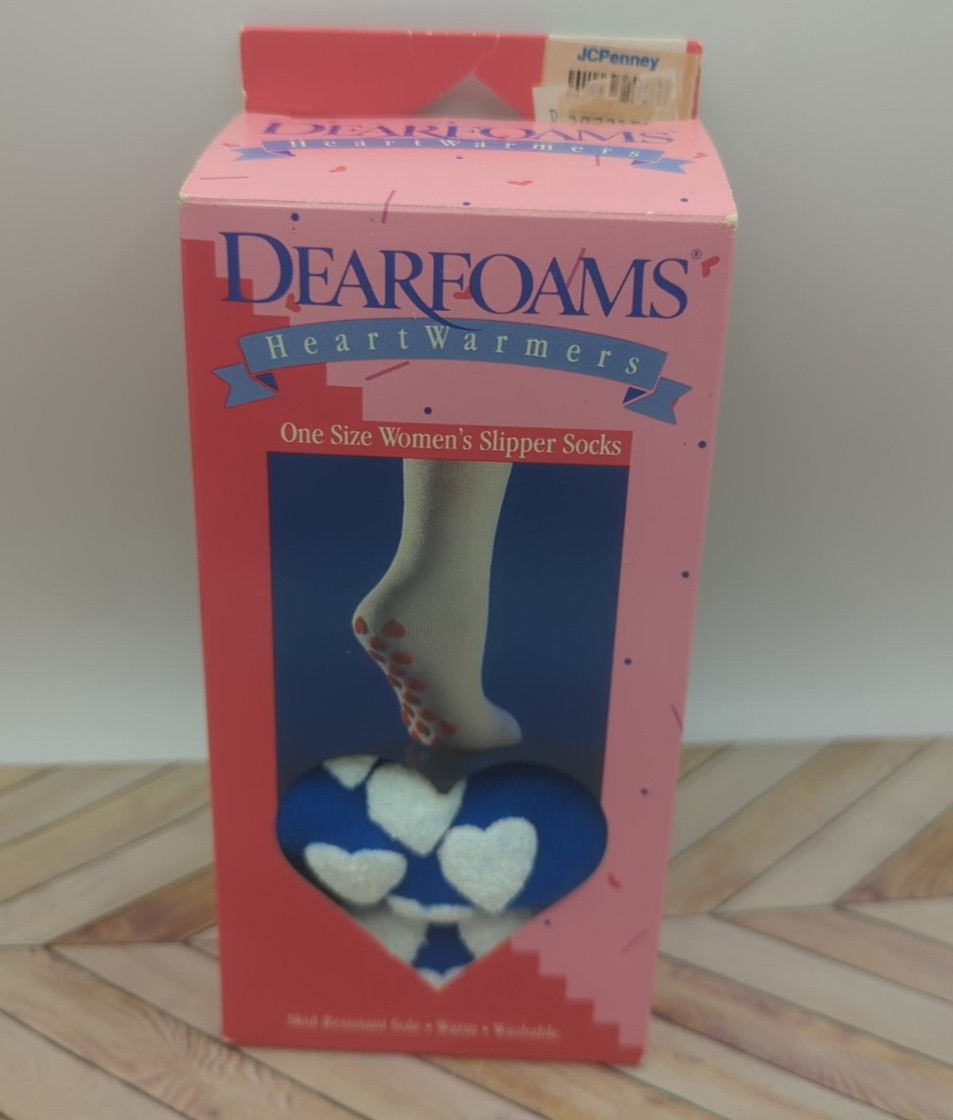 JCPenney
DEARFOAMS
HeartWarmers
DEARFOAMS®
HeartWarmers
One Size Women's Slipper Socks
Skid Resistant Sole • Warm • Washable